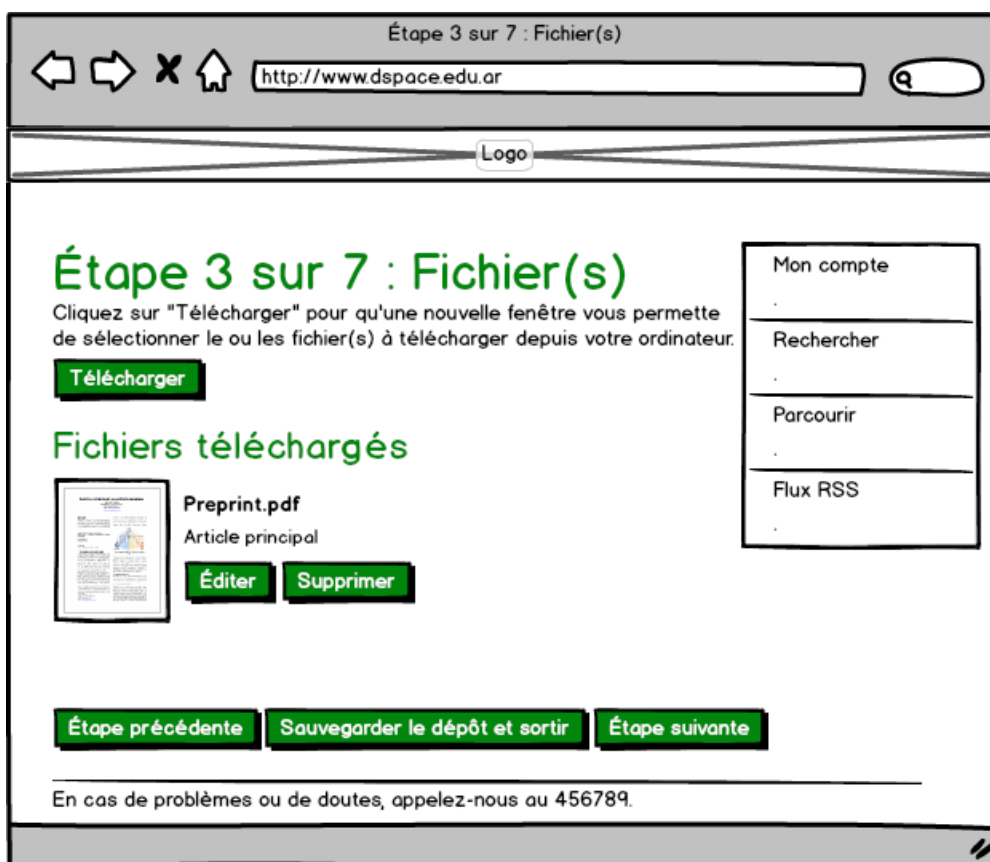 Étape 3 sur 7 : Fichier(s)
http://www.dspace.edu.ar
Logo
Étape 3 sur 7 : Fichier(s)
Cliquez sur "Télécharger" pour qu'une nouvelle fenêtre vous permette
de sélectionner le ou les fichier(s) à télécharger depuis votre ordinateur.
Télécharger
Fichiers téléchargés
Preprint.pdf
Article principal
Éditer
Supprimer
Mon compte
.
Rechercher
.
Parcourir
.
Flux RSS
.
Étape précédente
Sauvegarder le dépôt et sortir
Étape suivante
En cas de problèmes ou de doutes, appelez-nous au 456789.